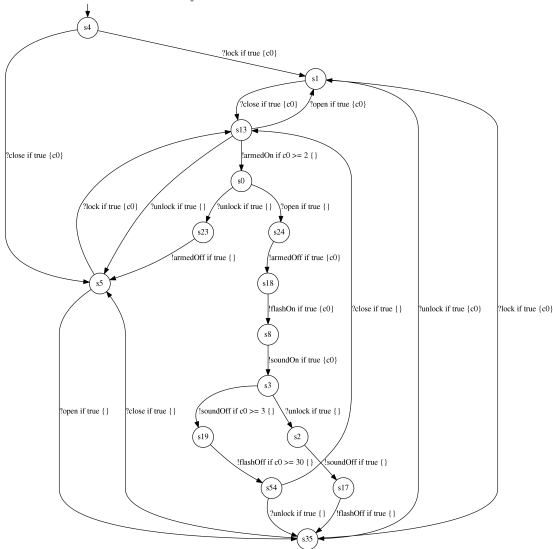 s4
?lock if true {c0}
s1
?close if true {c0}
?open if true {c0}
s13
!armedOn if c0 >= 2 {}
?close if true {c0}
s0
?lock if true {c0}
?unlock if true {}
?unlock if true {}
?open if true {}
s23
s24
!armedOff if true {}
!armedOff if true {c0}
s5
s18
!flashOn if true {c0}
?close if true {}
?unlock if true {c0}
?lock if true {c0}
s8
!soundOn if true {c0}
s3
?open if true {}
?close if true {}
!soundOff if c0 >= 3 {}
?unlock if true {}
s19
s2
!flashOff if c0 >= 30 {}
!soundOff if true {}
s54
s17
?unlock if true {}
!flashOff if true {}
s35